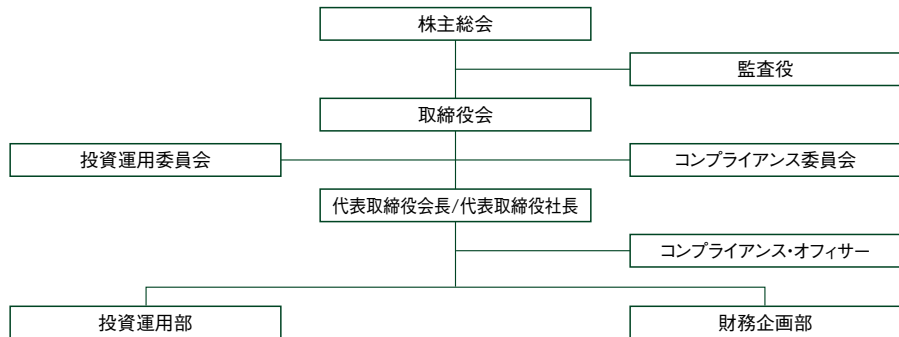 株主総会
監査役
取締役会
投資運用委員会
コンプライアンス委員会
代表取締役会長/代表取締役社長
コンプライアンス・オフィサー
投資運用部
財務企画部